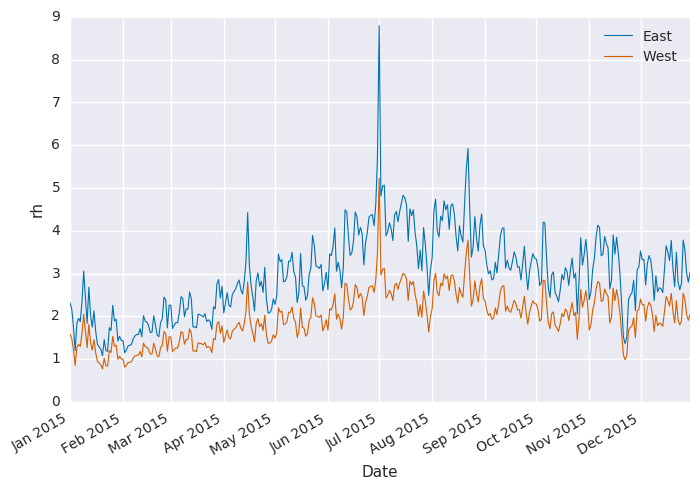 9
8
7
6
5
4
3
2
1
0
rh
East
West
Jan 2015
Feb 2015
Mar 2015
Apr 2015
May 2015
Jun 2015
Jul 2015
Aug 2015
Sep 2015
Oct 2015
Nov 2015
Dec 2015
Date